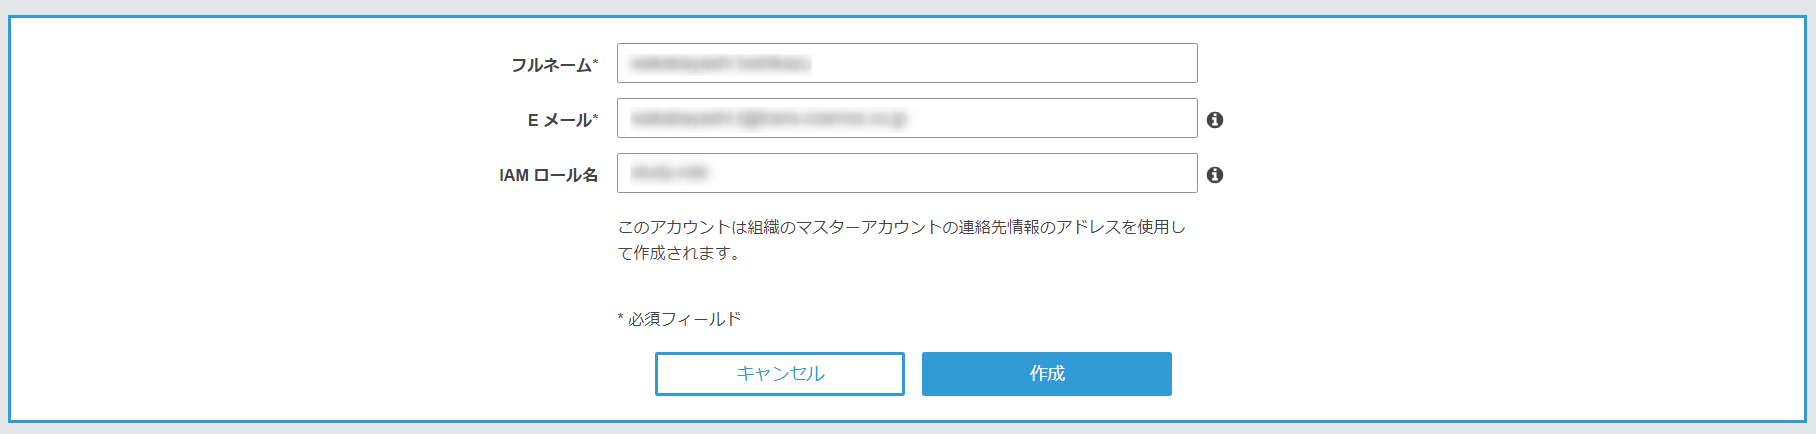 フルネーム*
E メール*
IAM ロール名
このアカウントは組織のマスターアカウントの連絡先情報のアドレスを使用し
て作成されます。
* 必須フィールド
キャンセル
作成